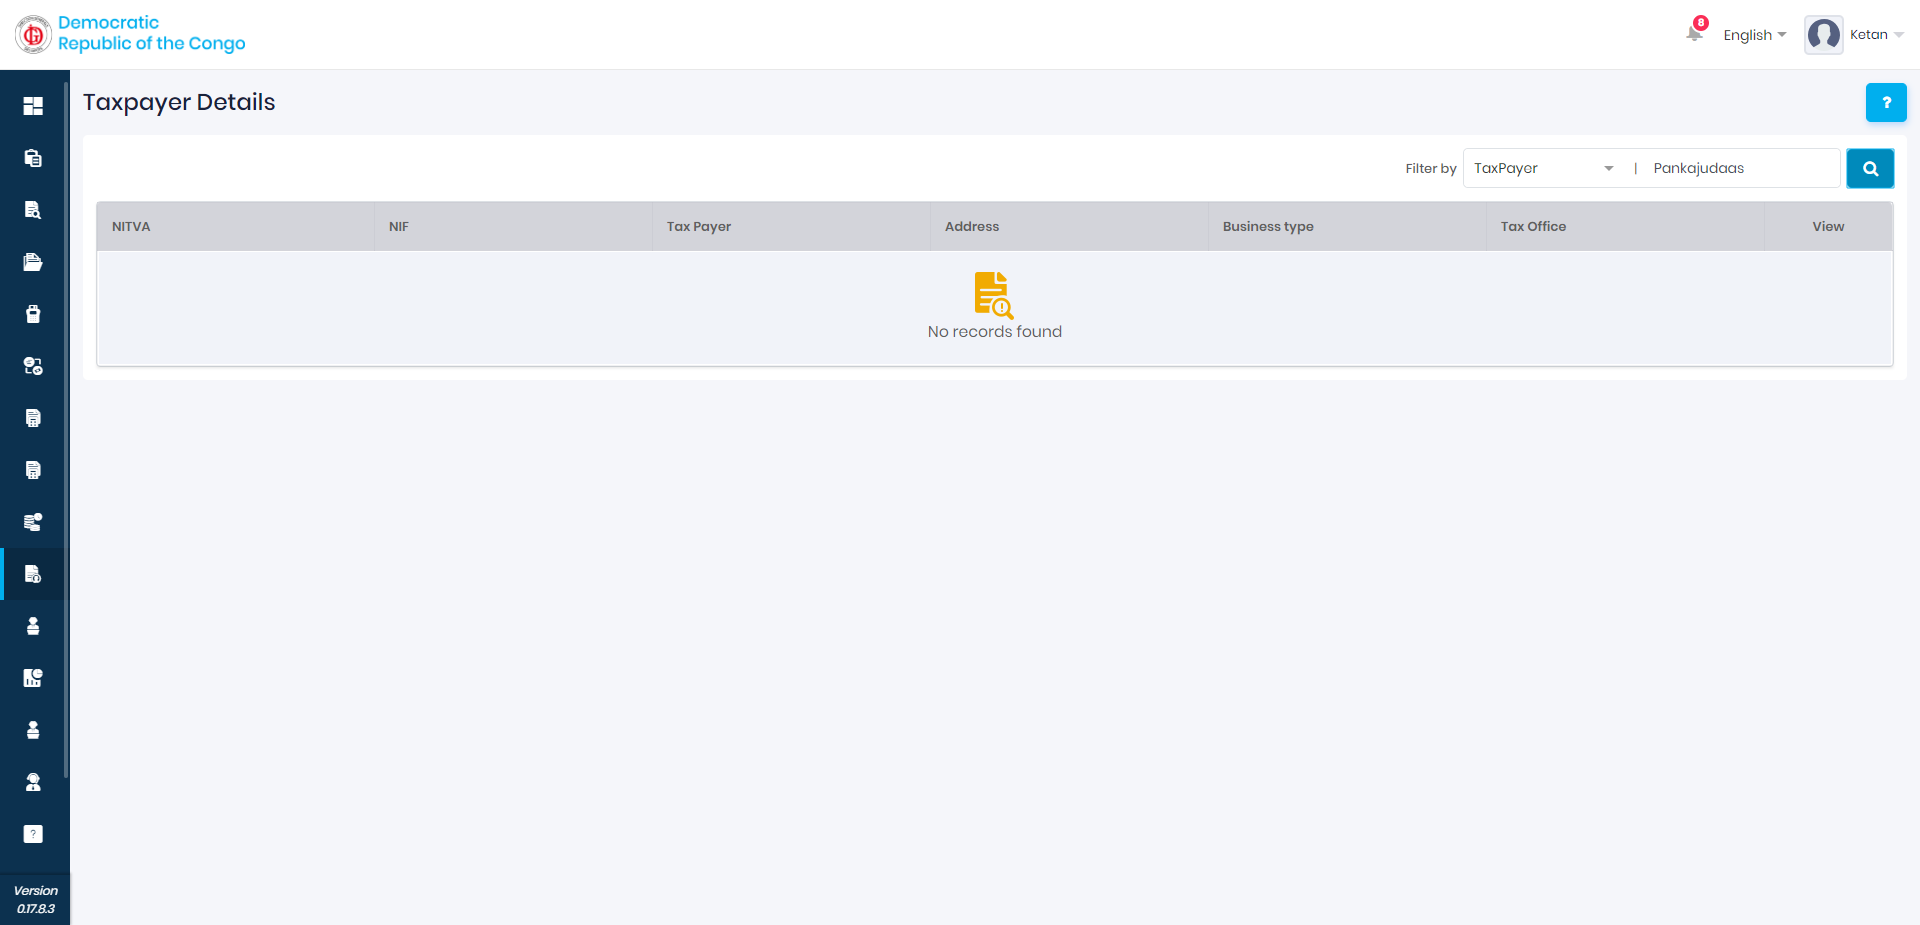 Democratic
Republic of the Congo
8
English
Ketan
Taxpayer Details
?
Filter by
TaxPayer
|
Pankajudaas
NITVA
NIF
Tax Payer
Address
Business type
Tax Office
View
No records found
?
Version
0.17.8.3